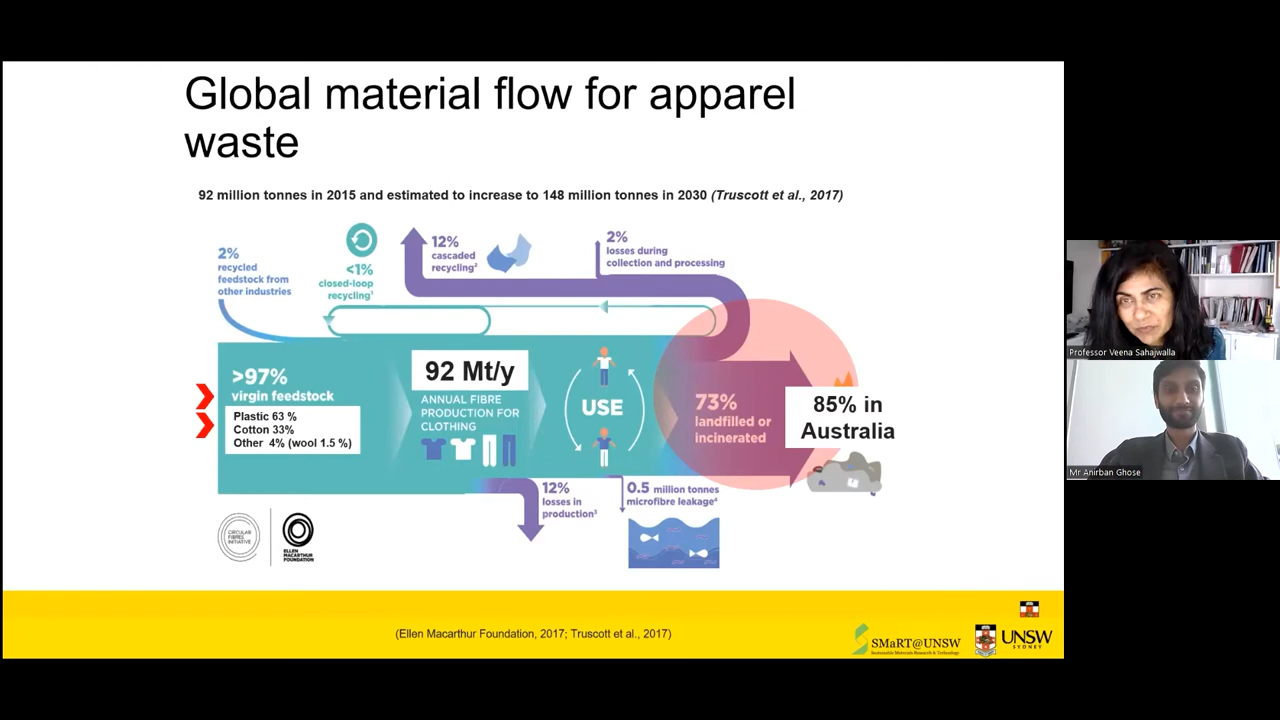 Global material flow for apparel
waste
92 million tonnes in 2015 and estimated to increase to 148 million tonnes in 2030 (Truscott et al., 2017)
2%
recycled
feedstock from
other industries
<1%
closed-loop
recycling¹
12%
cascaded
recycling²
2%
losses during
collection and processing
>97%
virgin feedstock
Plastic 63 %
Cotton 33%
Other 4% (wool 1.5 %)
92 Mt/y
ANNUAL FIBRE
PRODUCTION FOR
CLOTHING
USE
73%
landfilled or
incinerated
85% in
Australia
12%
losses in
production³
0.5 million tonnes
microfibre leakage⁴
CIRCULAR
FIBRES
INITIATIVE
ELLEN
MACARTHUR
FOUNDATION
(Ellen Macarthur Foundation, 2017; Truscott et al., 2017)
SMaRT@UNSW
Sustainable Materials Research & Technology
UNSW
SYDNEY
Professor Veena Sahajwalla
Mr Anirban Ghose